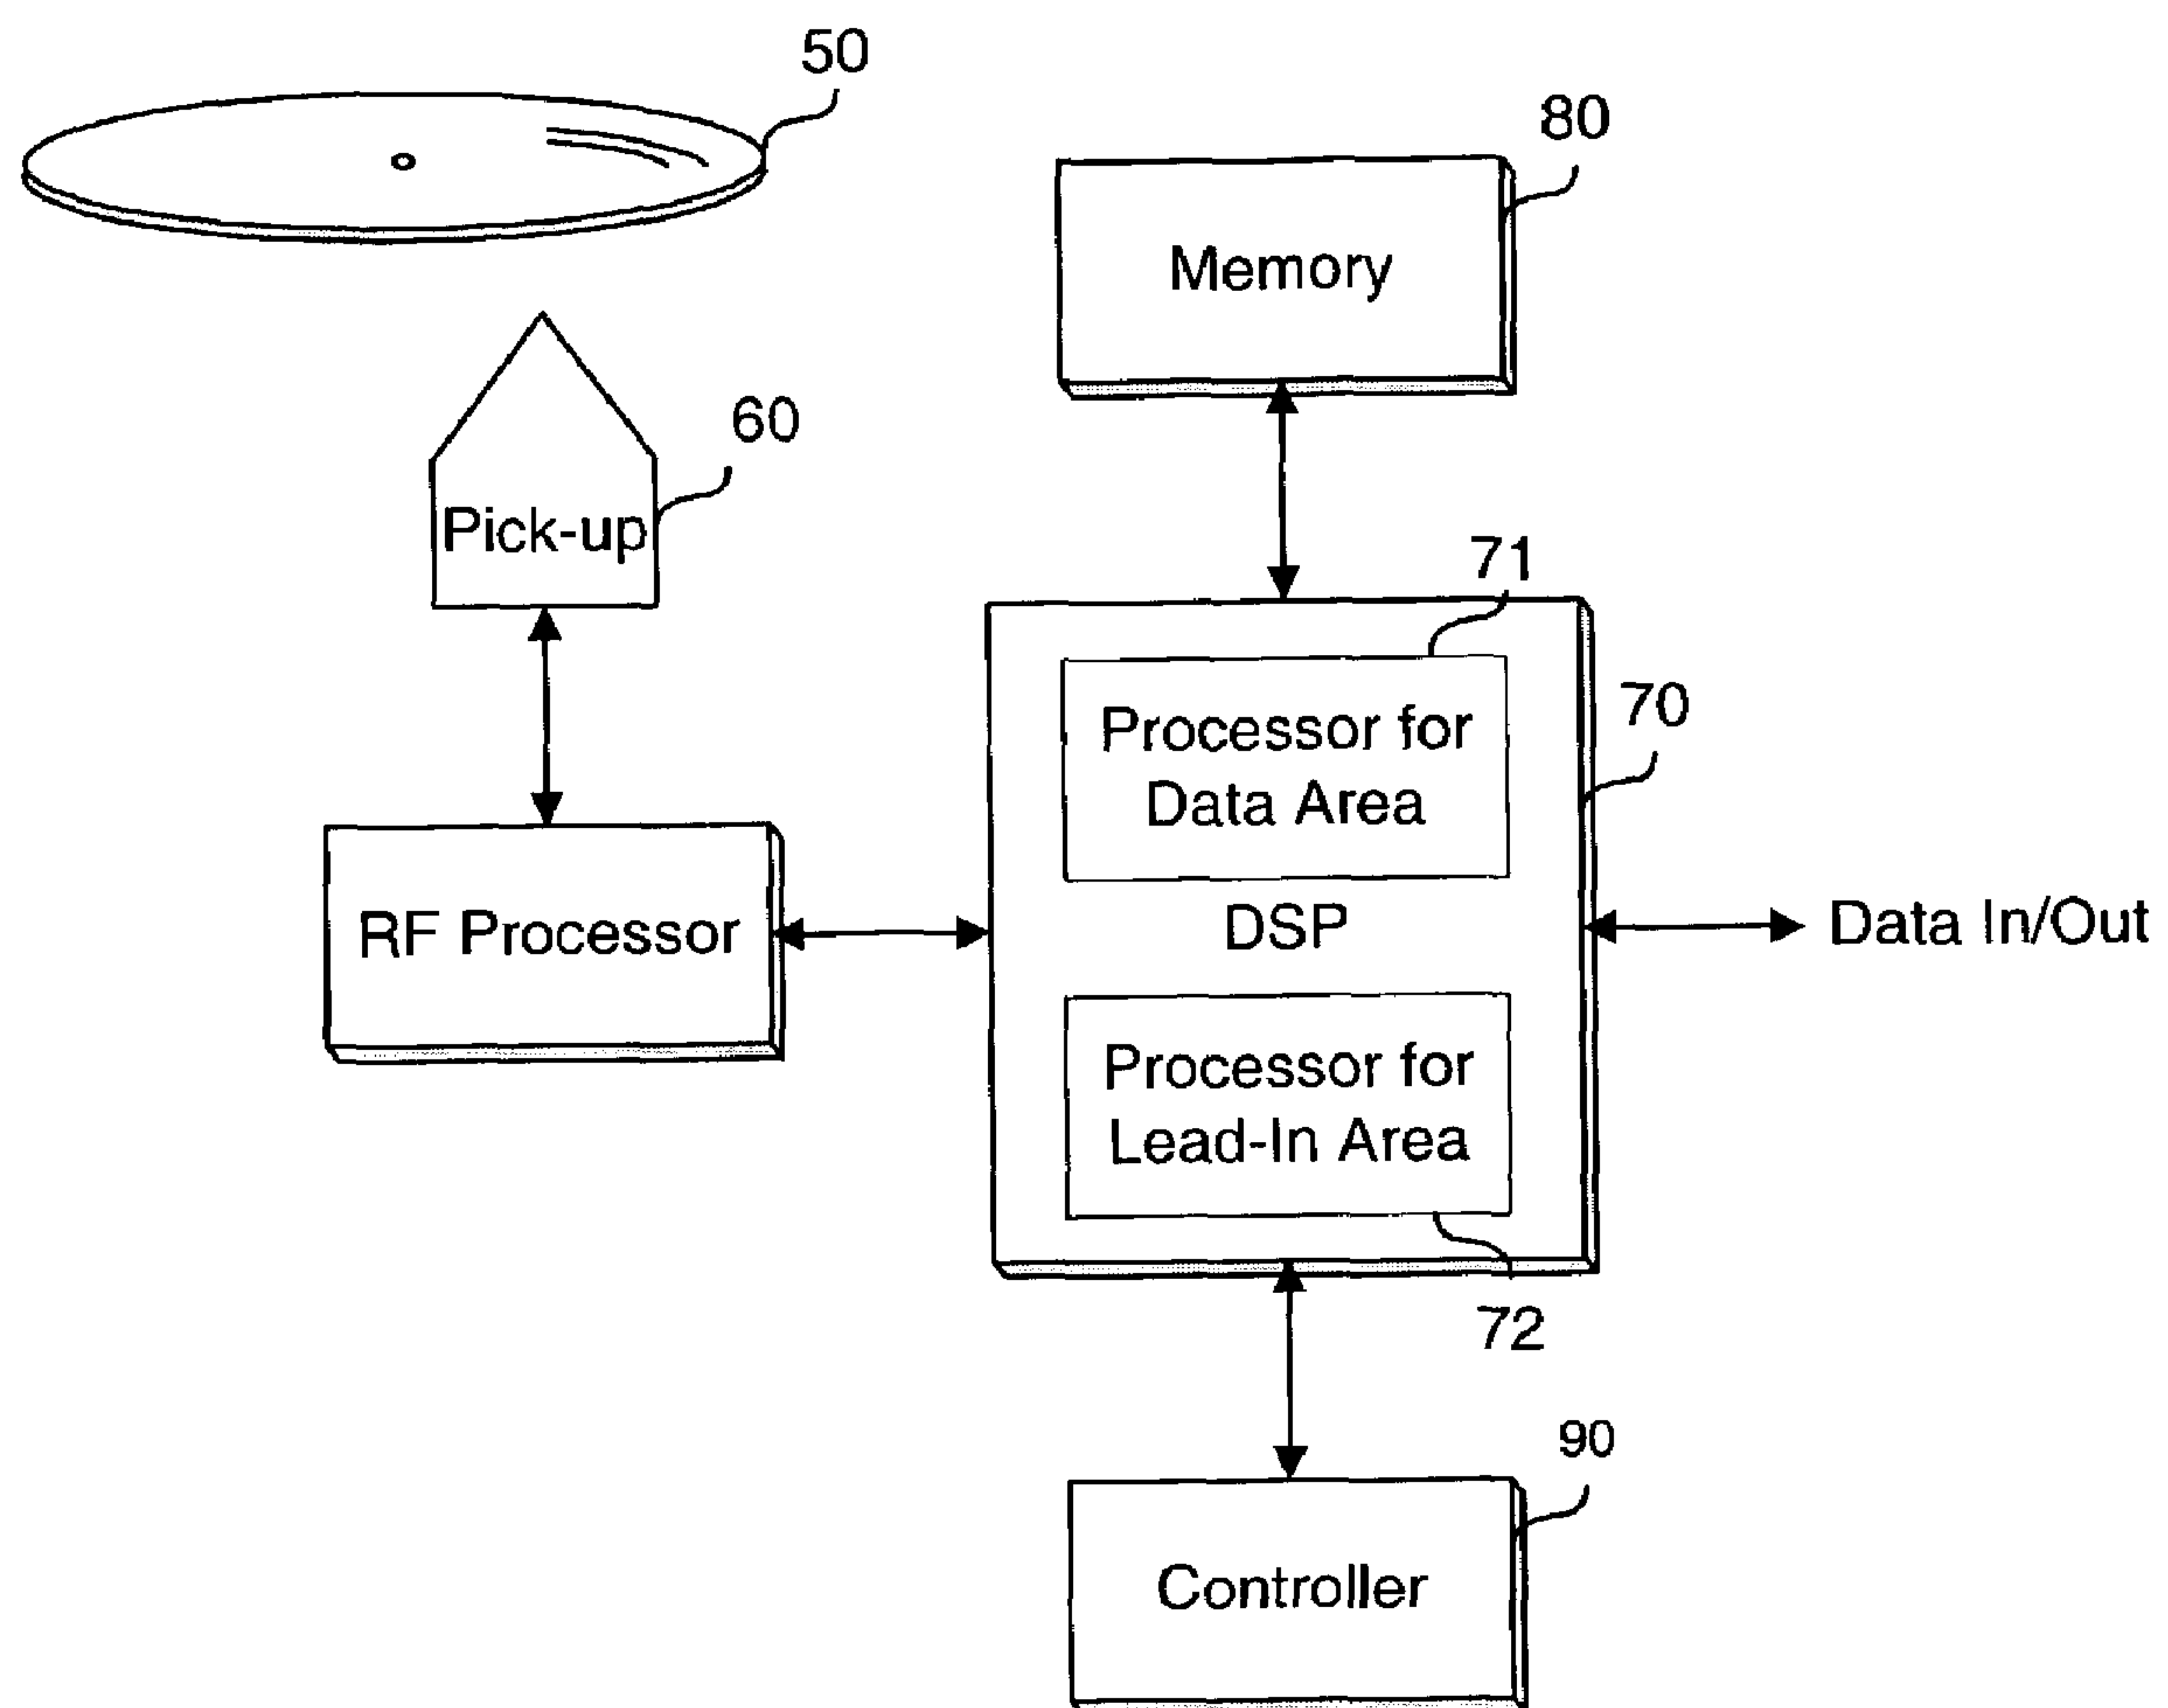 50
80
Memory
60
Pick-up
71
Processor for
Data Area
70
RF Processor
DSP
Data In/Out
Processor for
Lead-In Area
72
90
Controller